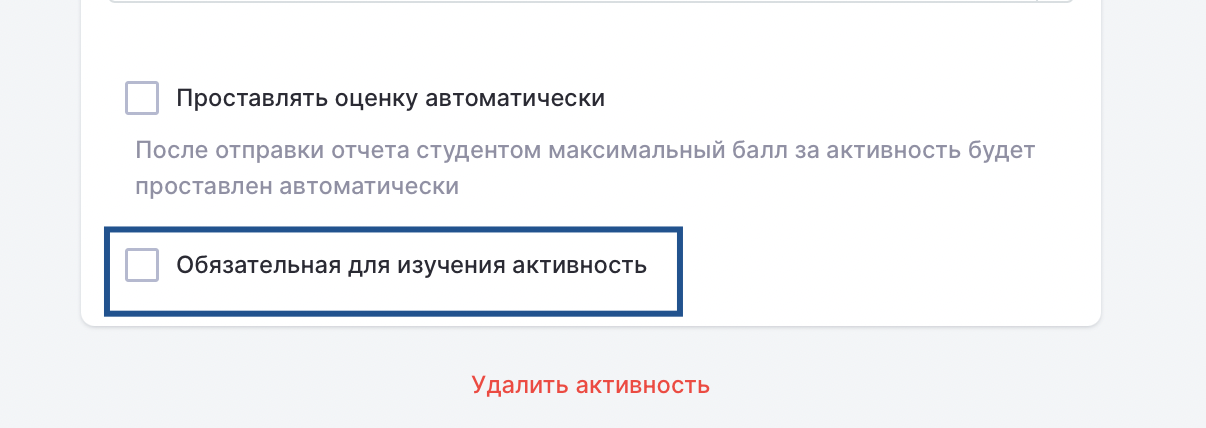 Проставлять оценку автоматически
После отправки отчета студентом максимальный балл за активность будет
проставлен автоматически
Обязательная для изучения активность
Удалить активность